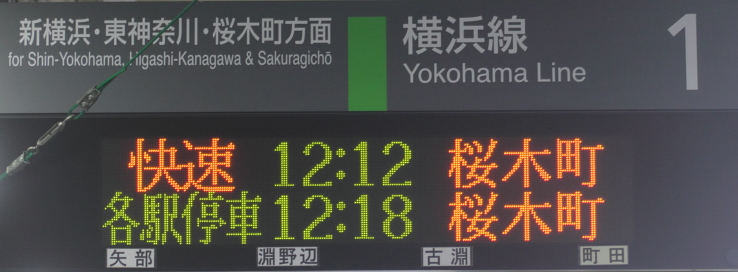 新横浜・東神奈川・桜木町方面
for Shin-Yokohama, Higashi-Kanagawa & Sakuragichō
横浜線
Yokohama Line
1
快速 12:12 桜木町
各駅停車 12:18 桜木町
矢部 淵野辺 古淵 町田